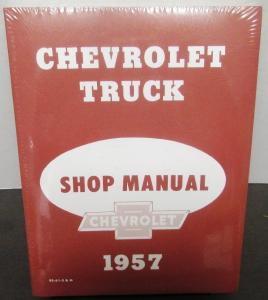 CHEVROLET
TRUCK
SHOP MANUAL
CHEVROLET
1957